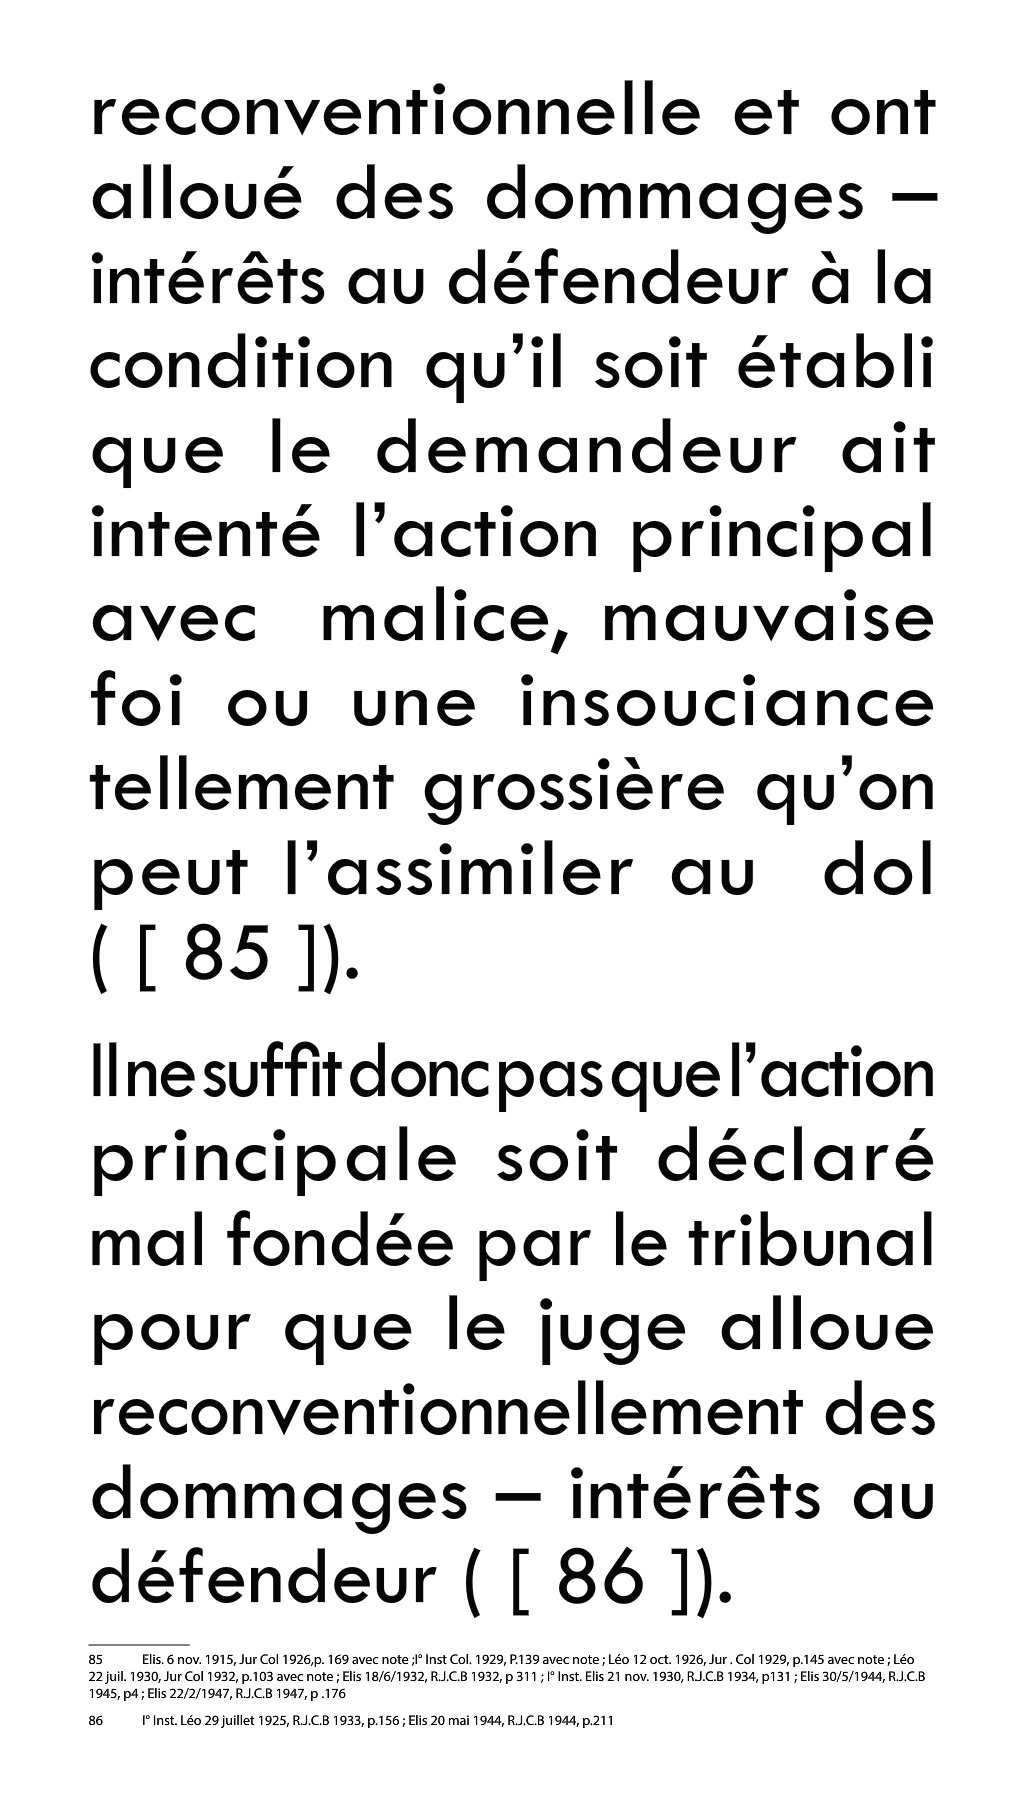 reconventionnelle et ont
alloué des dommages –
intérêts au défendeur à la
condition qu’il soit établi
que le demandeur ait
intenté l’action principal
avec malice, mauvaise
foi ou une insouciance
tellement grossière qu’on
peut l’assimiler au dol
( [ 85 ]).
Il ne suffit donc pas que l’action
principale soit déclaré
mal fondée par le tribunal
pour que le juge alloue
reconventionnellement des
dommages – intérêts au
défendeur ( [ 86 ]).
85 Elis. 6 nov. 1915, Jur Col 1926,p. 169 avec note ;I° Inst Col. 1929, P.139 avec note ; Léo 12 oct. 1926, Jur . Col 1929, p.145 avec note ; Léo
22 juil. 1930, Jur Col 1932, p.103 avec note ; Elis 18/6/1932, R.J.C.B 1932, p 311 ; I° Inst. Elis 21 nov. 1930, R.J.C.B 1934, p131 ; Elis 30/5/1944, R.J.C.B
1945, p4 ; Elis 22/2/1947, R.J.C.B 1947, p .176
86 I° Inst. Léo 29 juillet 1925, R.J.C.B 1933, p.156 ; Elis 20 mai 1944, R.J.C.B 1944, p.211